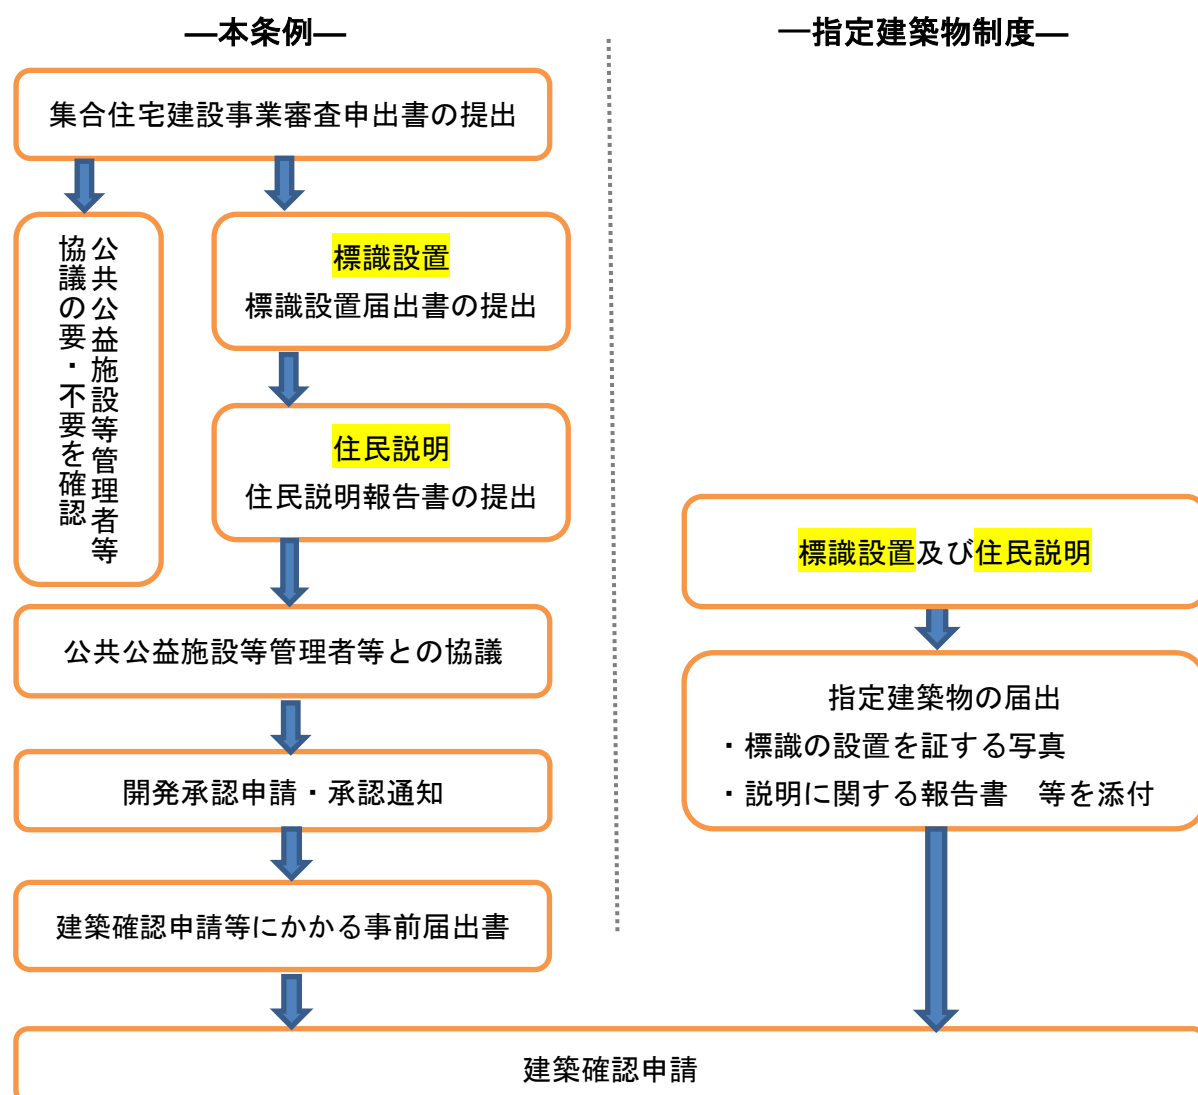 ―本条例―
集合住宅建設事業審査申出書の提出
公共公益施設等管理者等
協議の要・不要を確認
標識設置
標識設置届出書の提出
住民説明
住民説明報告書の提出
公共公益施設等管理者等との協議
開発承認申請・承認通知
建築確認申請等にかかる事前届出書
―指定建築物制度―
標識設置及び住民説明
指定建築物の届出
・標識の設置を証する写真
・説明に関する報告書　等を添付
建築確認申請